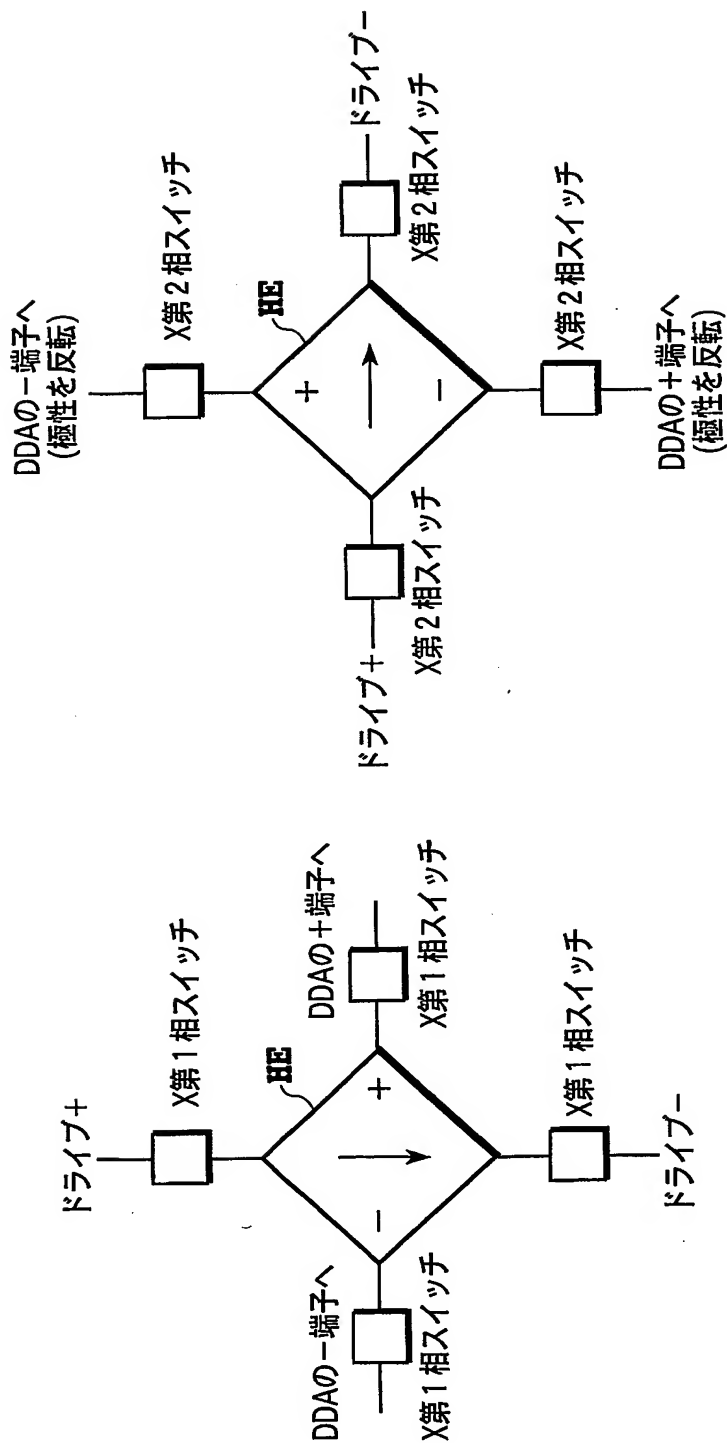 ドライブ+
X第1相スイッチ
HE
DDAの-端子へ
X第1相スイッチ
-
+
DDAの+端子へ
X第1相スイッチ
X第1相スイッチ
ドライブ-
DDAの-端子へ
(極性を反転)
X第2相スイッチ
HE
ドライブ+
X第2相スイッチ
+
-
ドライブ-
X第2相スイッチ
X第2相スイッチ
DDAの+端子へ
(極性を反転)